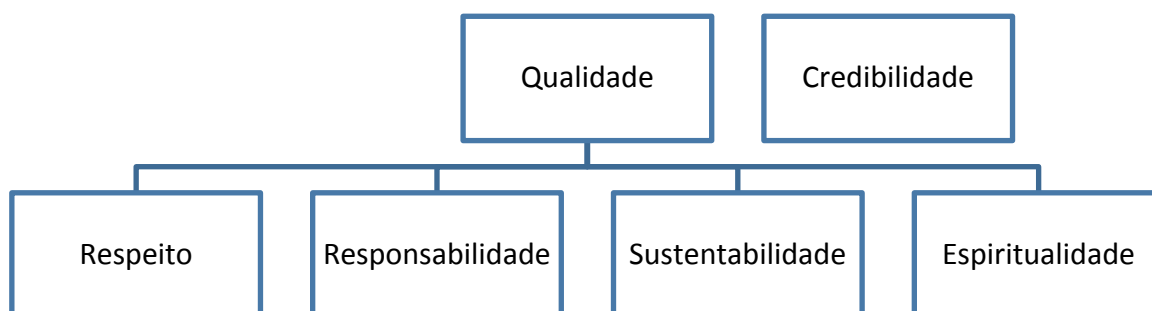 Qualidade
Credibilidade
Respeito
Responsabilidade
Sustentabilidade
Espiritualidade